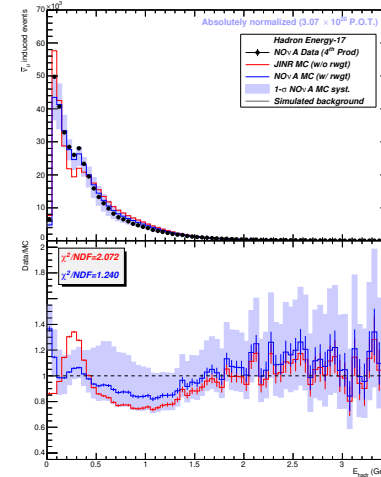 70×10³
Absolutely normalized (3.07 × 10²⁰ P.O.T.)
ν̄μ induced events
60
50
40
30
20
10
0
Hadron Energy-17
NOνA Data (4th Prod)
JINR MC (w/o rwgt)
NOνA MC (w/ rwgt)
1-σ NOνA MC syst.
Simulated background
Data/MC
2
1.8
1.6
1.4
1.2
1
0.8
0.6
0.4
χ²/NDF=2.072
χ²/NDF=1.240
0 0.5 1 1.5 2 2.5 3
E_hadr (Ge